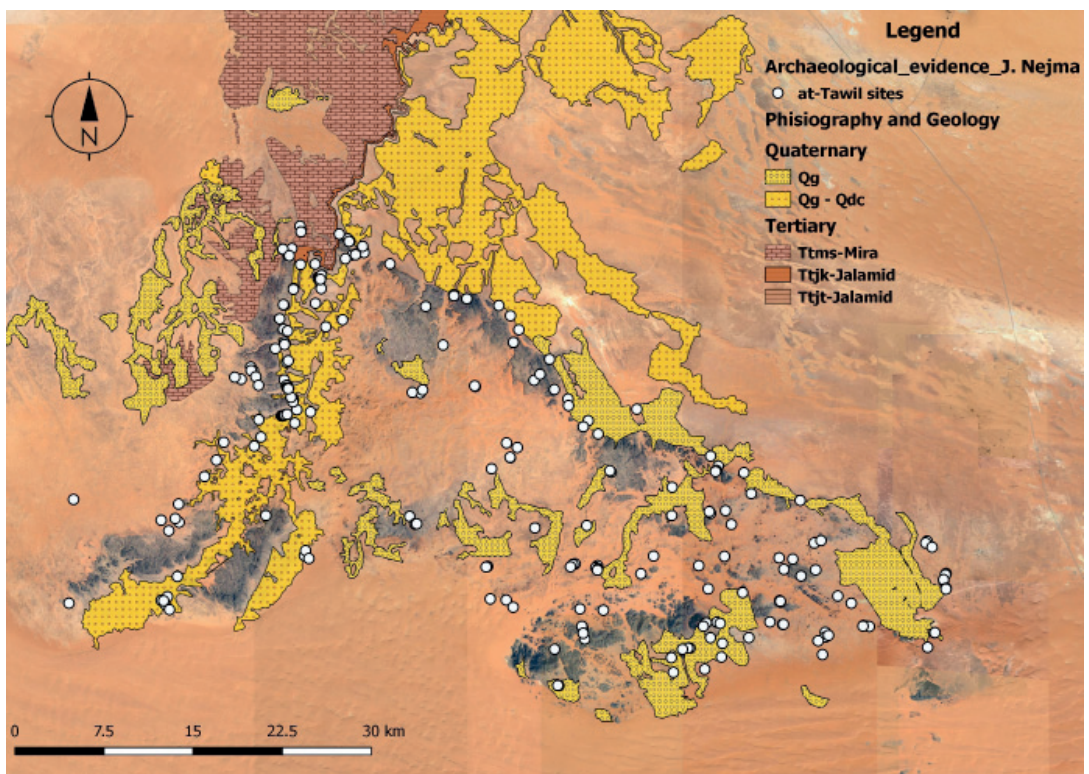 Legend
Archaeological_evidence_J. Nejma
at-Tawil sites
Phisiography and Geology
Quaternary
Qg
Qg - Qdc
Tertiary
Ttms-Mira
Ttjk-Jalamid
Ttjt-Jalamid
N
0 7.5 15 22.5 30 km